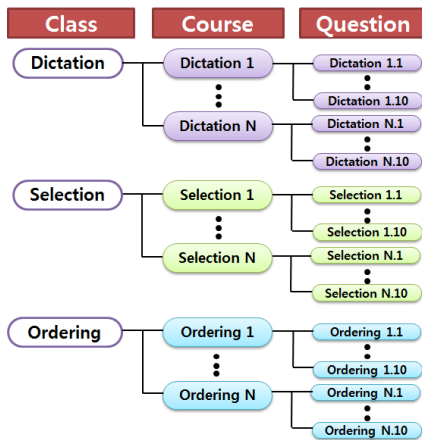 Class Course Question
Dictation Dictation 1 Dictation 1.1
Dictation 1.10
Dictation N Dictation N.1
Dictation N.10
Selection Selection 1 Selection 1.1
Selection 1.10
Selection N Selection N.1
Selection N.10
Ordering Ordering 1 Ordering 1.1
Ordering 1.10
Ordering N Ordering N.1
Ordering N.10